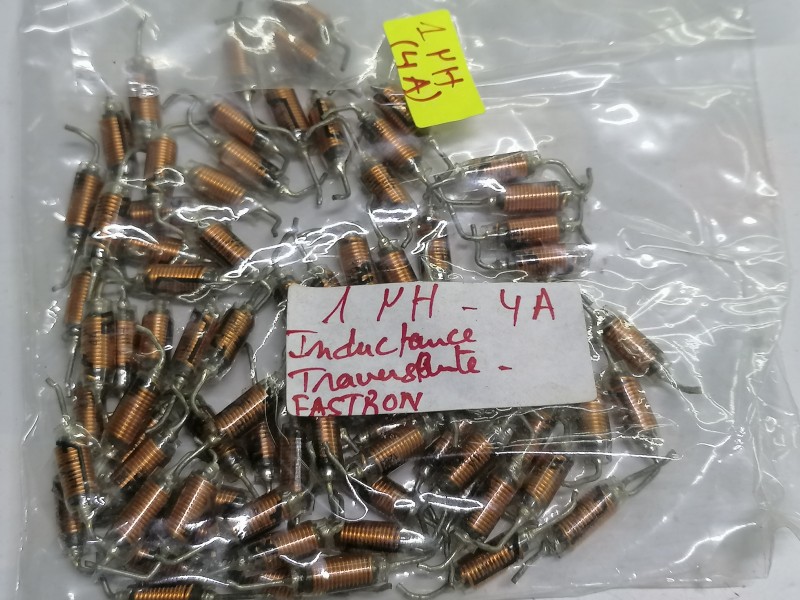 1 µH
(4A)
1 µH - 4A
Inductance
Traversante -
FASTRON